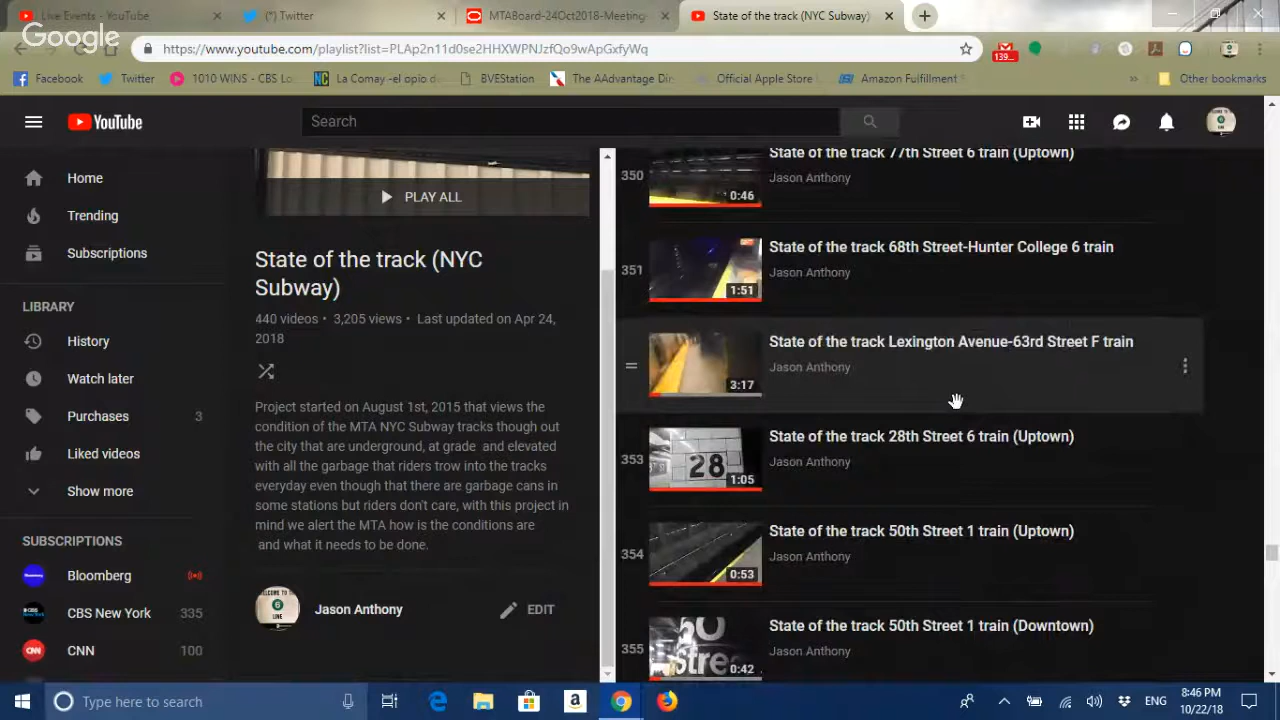 Live Events - YouTube
(*) Twitter
MTABoard-24Oct2018-Meeting-
State of the track (NYC Subway)
Google
https://www.youtube.com/playlist?list=PLAp2n11d0se2HHXWPNJzfQo9wApGxfyWq
139...
Facebook
Twitter
1010 WINS - CBS Lo
La Comay -el opio d
BVEStation
The AAdvantage Di
Official Apple Store
Amazon Fulfillment
»
Other bookmarks
YouTube
Search
Home
Trending
Subscriptions
LIBRARY
History
Watch later
Purchases 3
Liked videos
Show more
SUBSCRIPTIONS
Bloomberg
CBS New York 335
CNN 100
PLAY ALL
State of the track (NYC
Subway)
440 videos • 3,205 views • Last updated on Apr 24,
2018
Project started on August 1st, 2015 that views the
condition of the MTA NYC Subway tracks though out
the city that are underground, at grade and elevated
with all the garbage that riders trow into the tracks
everyday even though that there are garbage cans in
some stations but riders don't care, with this project in
mind we alert the MTA how is the conditions are
and what it needs to be done.
Jason Anthony
EDIT
350
0:46
State of the track 77th Street 6 train (Uptown)
Jason Anthony
351
1:51
State of the track 68th Street-Hunter College 6 train
Jason Anthony
3:17
State of the track Lexington Avenue-63rd Street F train
Jason Anthony
353
28
1:05
State of the track 28th Street 6 train (Uptown)
Jason Anthony
354
0:53
State of the track 50th Street 1 train (Uptown)
Jason Anthony
355
50
Stre
0:42
State of the track 50th Street 1 train (Downtown)
Jason Anthony
Type here to search
ENG
8:46 PM
10/22/18